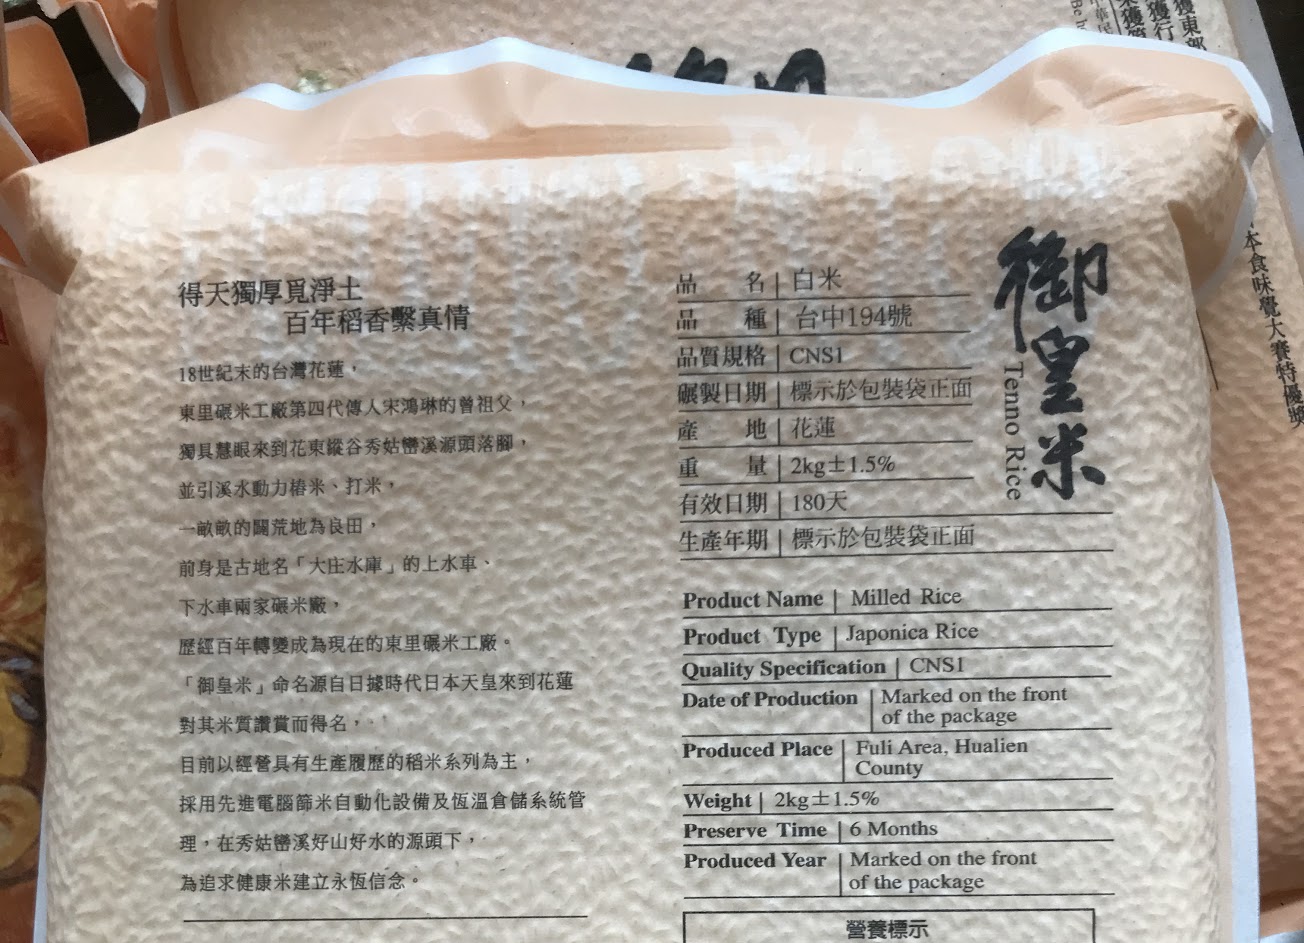 得天獨厚覓淨土
百年稻香繫真情
18世紀末的台灣花蓮，
東里碾米工廠第四代傳人宋鴻琳的曾祖父，
獨具慧眼來到花東縱谷秀姑巒溪源頭落腳，
並引溪水動力樁米、打米，
一畝畝的闢荒地為良田，
前身是古地名「大庄水庫」的上水車、
下水車兩家碾米廠，
歷經百年轉變成為現在的東里碾米工廠。
「御皇米」命名源自日據時代日本天皇來到花蓮
對其米質讚賞而得名，
目前以經營具有生產履歷的稻米系列為主，
採用先進電腦篩米自動化設備及恆溫倉儲系統管
理，在秀姑巒溪好山好水的源頭下，
為追求健康米建立永恆信念。
品名｜白米
品種｜台中194號
品質規格｜CNS1
碾製日期｜標示於包裝袋正面
產地｜花蓮
重量｜2kg±1.5%
有效日期｜180天
生產年期｜標示於包裝袋正面
御皇米
Tenno Rice
Product Name | Milled Rice
Product Type | Japonica Rice
Quality Specification | CNS1
Date of Production | Marked on the front
of the package
Produced Place | Fuli Area, Hualien
County
Weight | 2kg±1.5%
Preserve Time | 6 Months
Produced Year | Marked on the front
of the package
營養標示
本食味覺大賽特優獎
獲東部
獲行